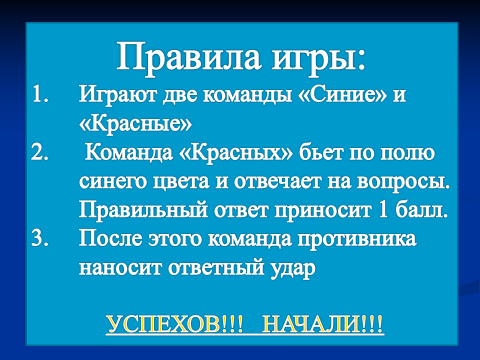 Правила игры:
1. Играют две команды «Синие» и
«Красные»
2. Команда «Красных» бьет по полю
синего цвета и отвечает на вопросы.
Правильный ответ приносит 1 балл.
3. После этого команда противника
наносит ответный удар
УСПЕХОВ!!! НАЧАЛИ!!!